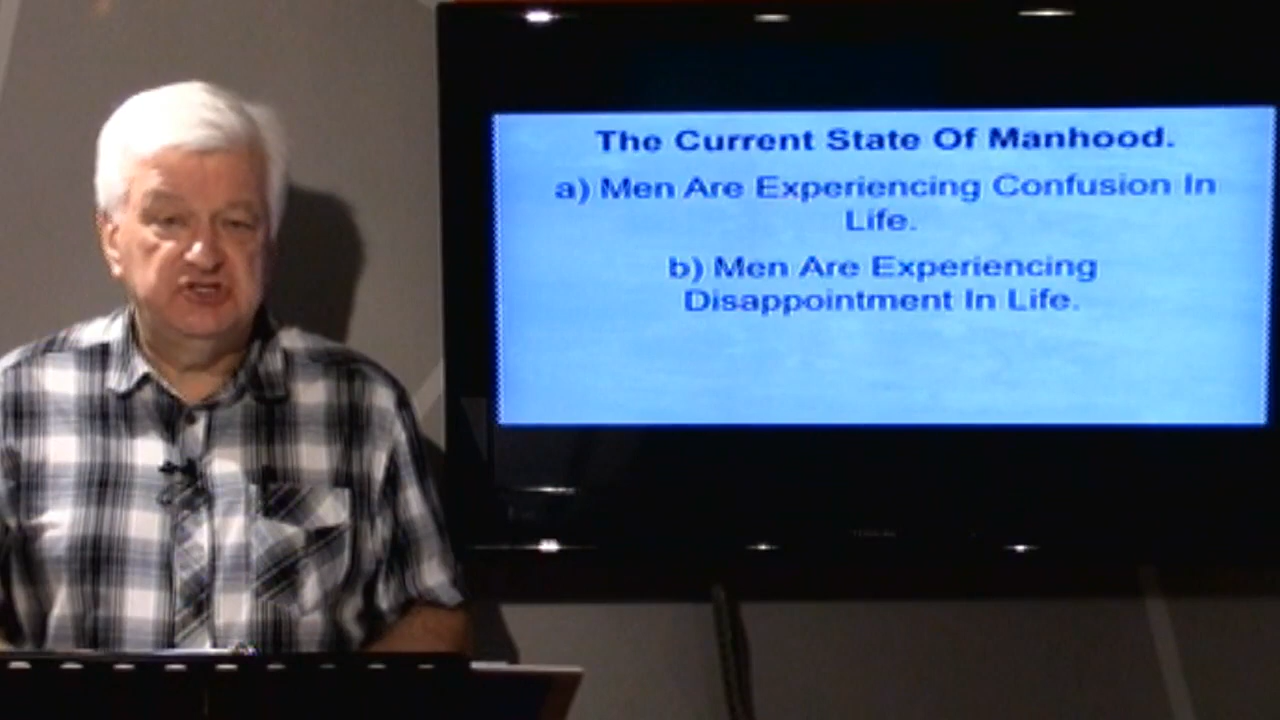 The Current State Of Manhood.
a) Men Are Experiencing Confusion In
Life.
b) Men Are Experiencing
Disappointment In Life.